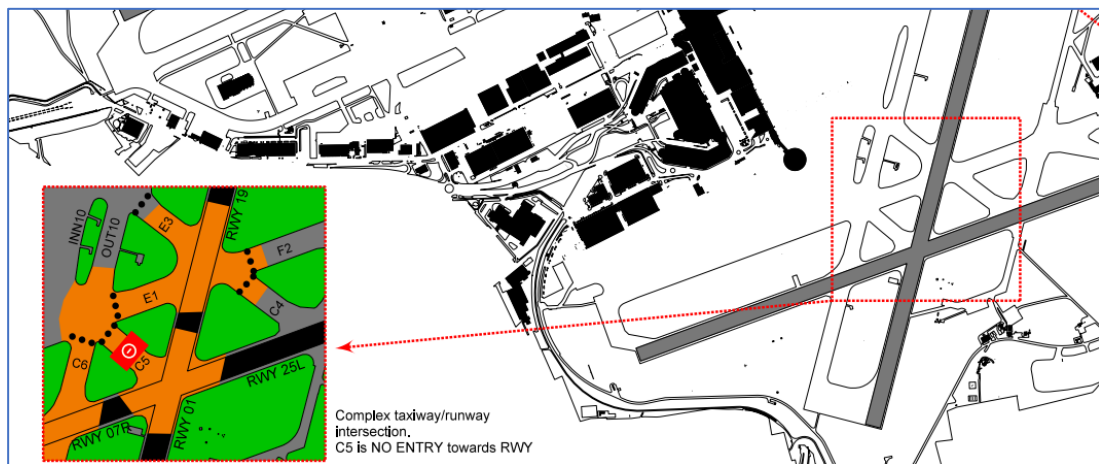 INN10
OUT10
E3
RWY 19
F2
E1
C4
C6
C5
RWY 25L
RWY 07R
RWY 01
Complex taxiway/runway
intersection.
C5 is NO ENTRY towards RWY